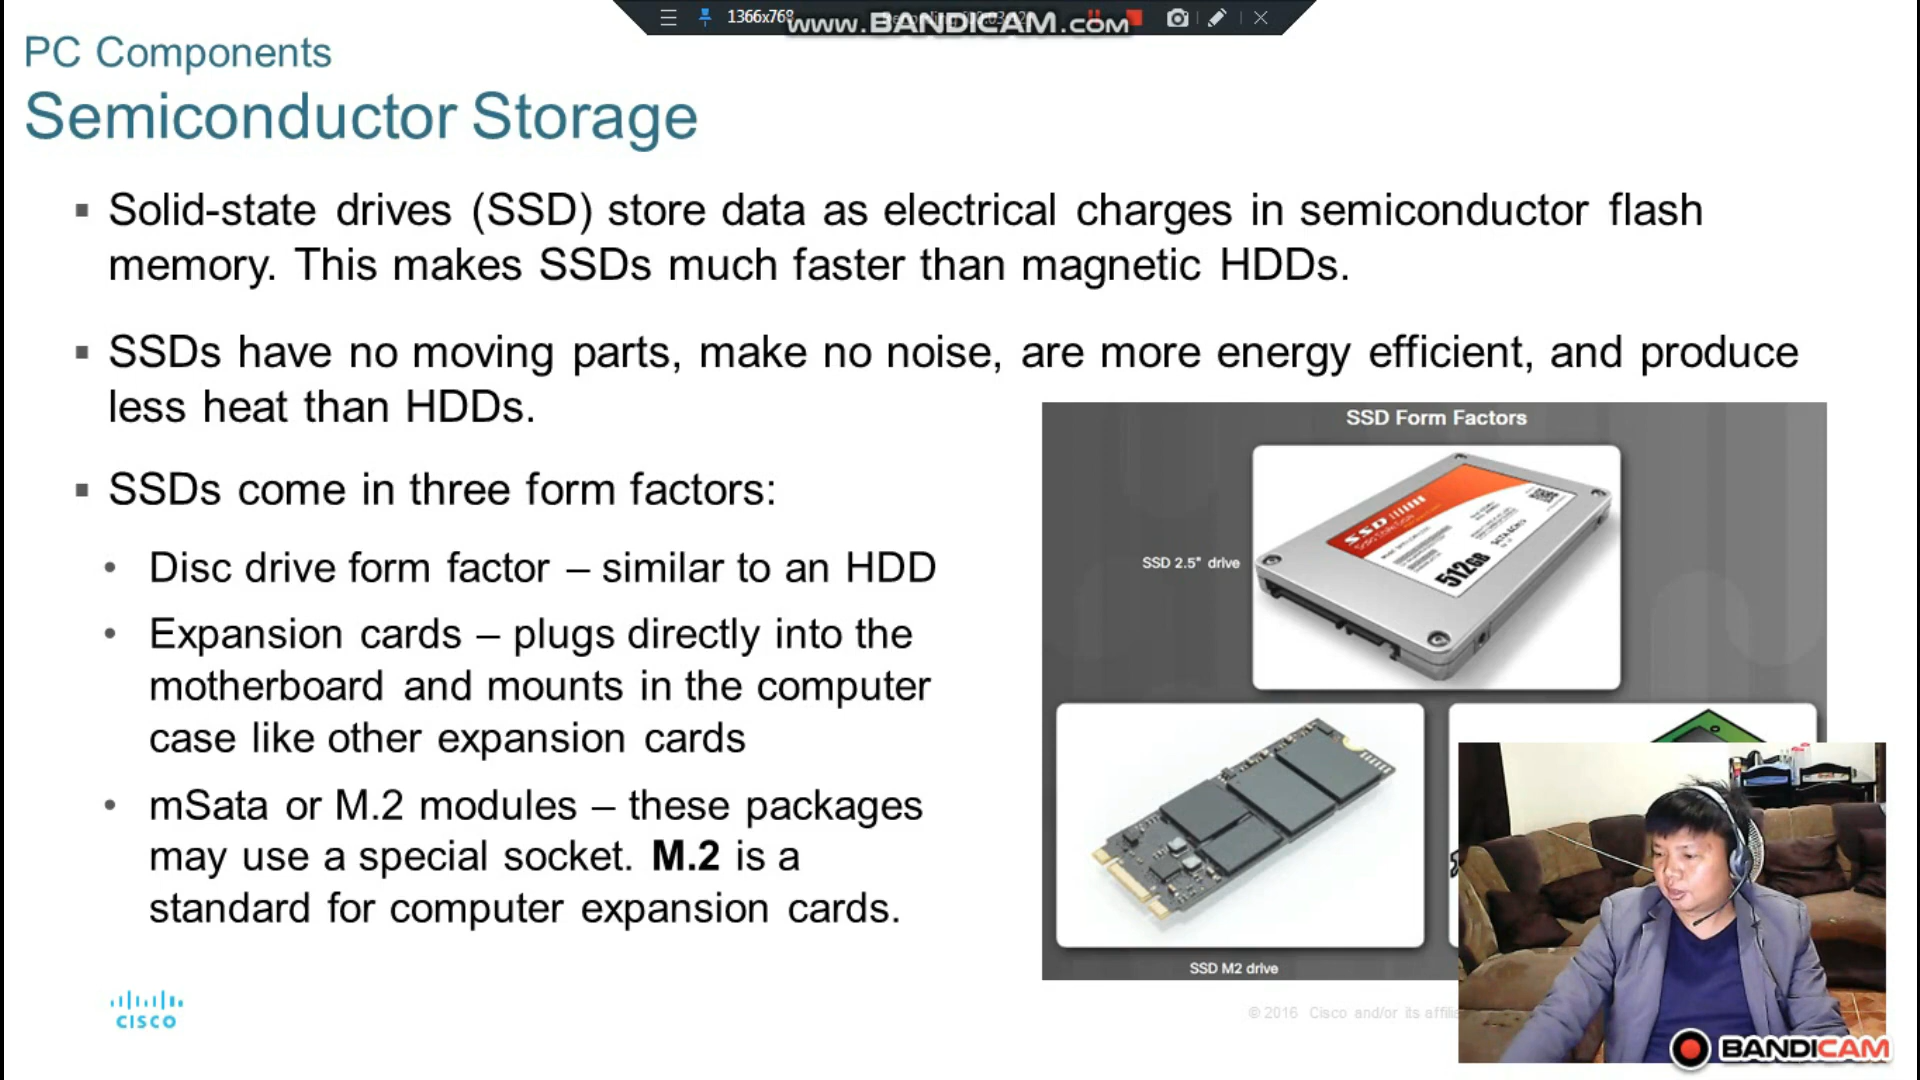 1366x768
www.BANDICAM.com
PC Components
Semiconductor Storage
▪ Solid-state drives (SSD) store data as electrical charges in semiconductor flash
memory. This makes SSDs much faster than magnetic HDDs.
▪ SSDs have no moving parts, make no noise, are more energy efficient, and produce
less heat than HDDs.
▪ SSDs come in three form factors:
• Disc drive form factor – similar to an HDD
• Expansion cards – plugs directly into the
motherboard and mounts in the computer
case like other expansion cards
• mSata or M.2 modules – these packages
may use a special socket. M.2 is a
standard for computer expansion cards.
SSD Form Factors
SSD 2.5" drive
SSD
512GB
SSD M2 drive
CISCO
© 2016 Cisco and/or its
BANDICAM